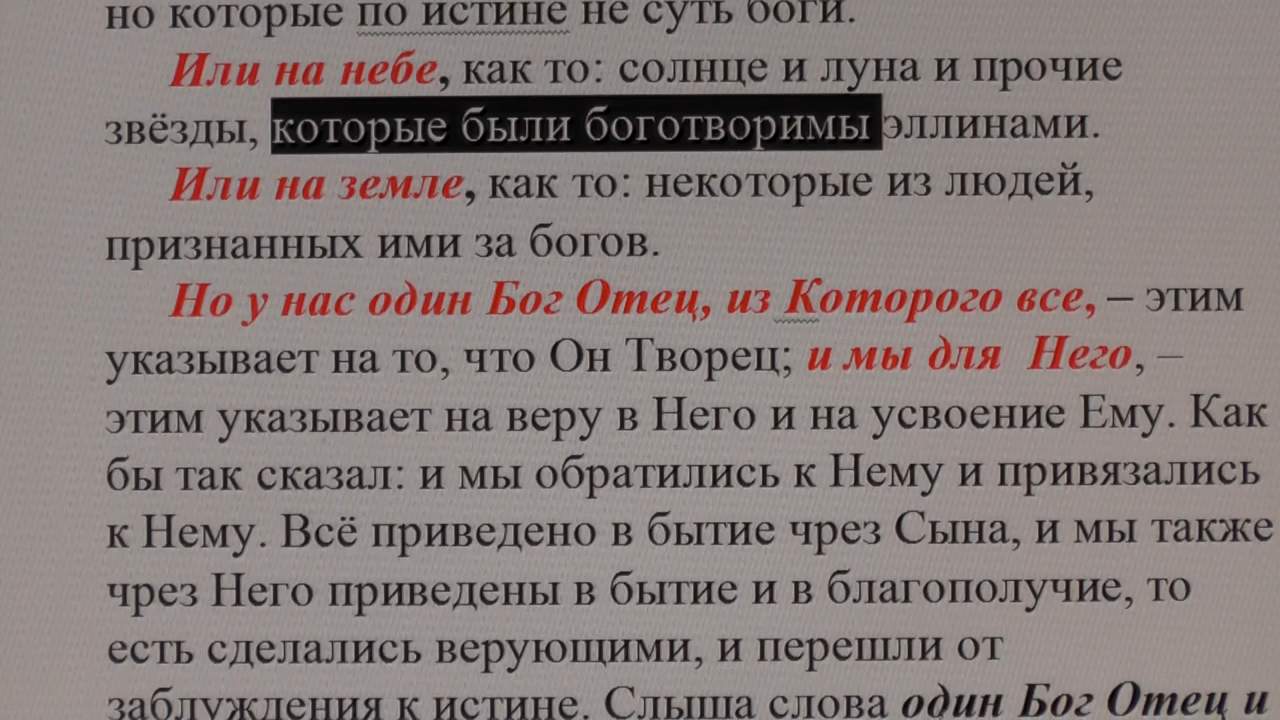 но которые по истине не суть боги.
Или на небе, как то: солнце и луна и прочие
звёзды, которые были боготворимы эллинами.
Или на земле, как то: некоторые из людей,
признанных ими за богов.
Но у нас один Бог Отец, из Которого все, – этим
указывает на то, что Он Творец; и мы для Него, –
этим указывает на веру в Него и на усвоение Ему. Как
бы так сказал: и мы обратились к Нему и привязались
к Нему. Всё приведено в бытие чрез Сына, и мы также
чрез Него приведены в бытие и в благополучие, то
есть сделались верующими, и перешли от
заблуждения к истине. Слыша слова один Бог Отец и